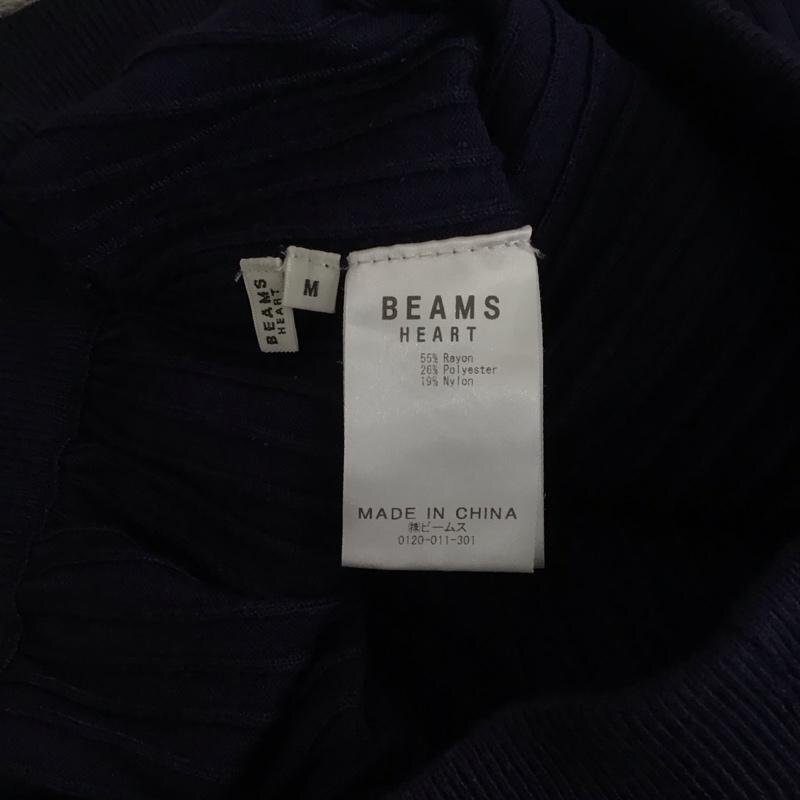 BEAMS
HEART
M
BEAMS
HEART
55% Rayon
26% Polyester
19% Nylon
MADE IN CHINA
㈱ビームス
0120-011-301